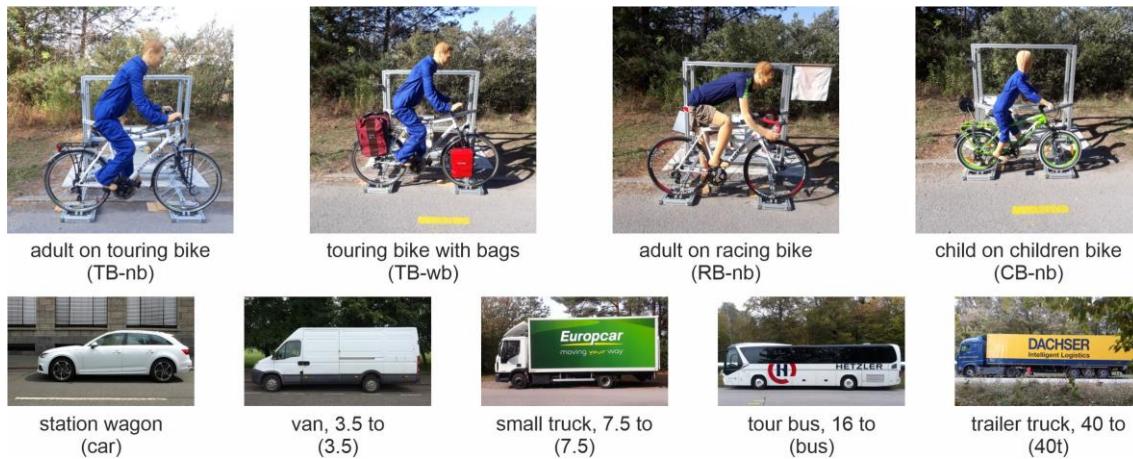 adult on touring bike
(TB-nb)
touring bike with bags
(TB-wb)
adult on racing bike
(RB-nb)
child on children bike
(CB-nb)
Europcar
moving your way
HETZLER
H
DACHSER
Intelligent Logistics
station wagon
(car)
van, 3.5 to
(3.5)
small truck, 7.5 to
(7.5)
tour bus, 16 to
(bus)
trailer truck, 40 to
(40t)